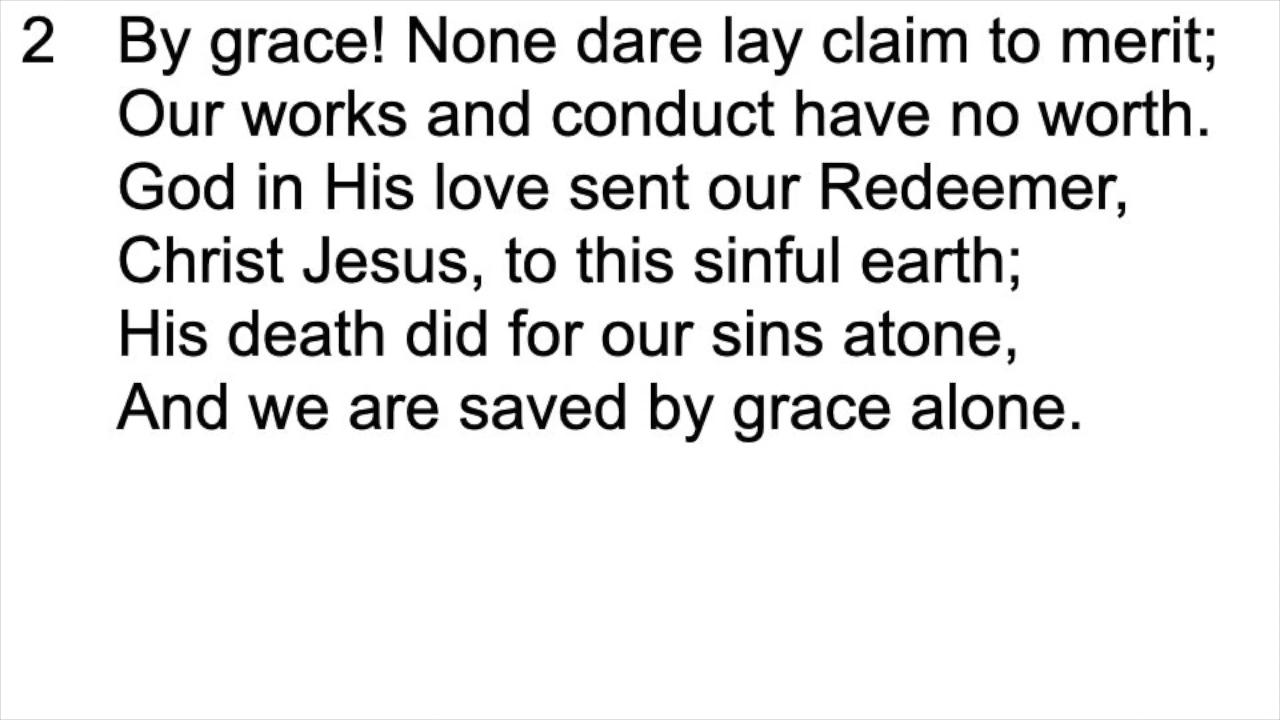 2 By grace! None dare lay claim to merit;
Our works and conduct have no worth.
God in His love sent our Redeemer,
Christ Jesus, to this sinful earth;
His death did for our sins atone,
And we are saved by grace alone.